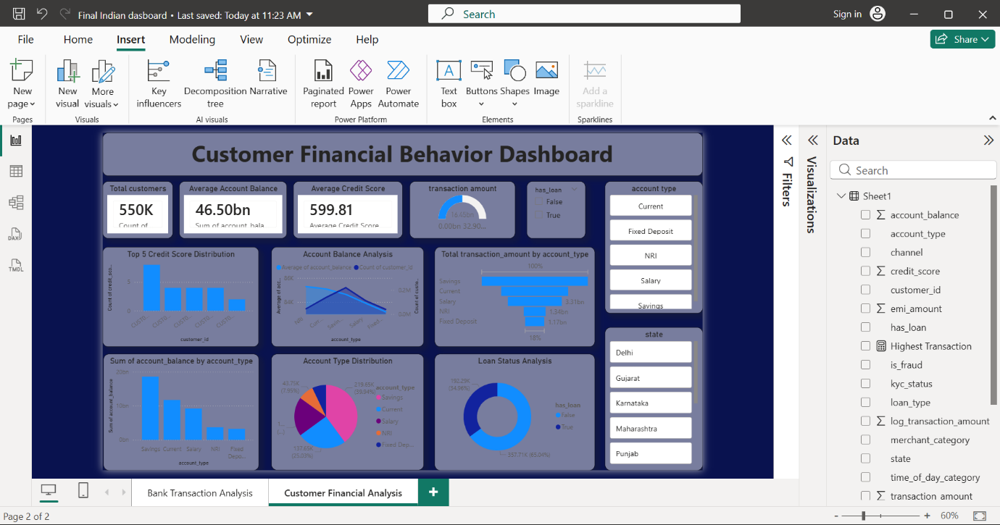 Final Indian dasboard • Last saved: Today at 11:23 AM
Search
Sign in
File Home Insert Modeling View Optimize Help
Share
New page
New visual
More visuals
Key influencers
Decomposition tree
Narrative
Paginated report
Power Apps
Power Automate
Text box
Buttons
Shapes
Image
Add a sparkline
Pages
Visuals
AI visuals
Power Platform
Elements
Sparklines
Customer Financial Behavior Dashboard
Total customers
550K
Count of
Average Account Balance
46.50bn
Sum of account_bala
Average Credit Score
599.81
Average Credit Score
transaction amount
16.45bn
0.00bn 32.90...
has_loan
False
True
account type
Current
Fixed Deposit
NRI
Salary
Savings
Top 5 Credit Score Distribution
Count of credit_sco...
5
0
CUST0... CUST0... CUST0... CUST0... CUST0...
customer_id
Account Balance Analysis
Average of account_balance Count of customer_id
Average of acc...
Count of custo...
84K
0.2M
0.0M
NRI Curr... Savin... Salary Fixed...
account_type
Total transaction_amount by account_type
100%
Savings
Current
Salary
3.31bn
NRI
1.34bn
Fixed Deposit
1.17bn
18%
state
Delhi
Gujarat
Karnataka
Maharashtra
Punjab
Sum of account_balance by account_type
Sum of account_balance
20bn
10bn
0bn
Savings Current Salary NRI Fixed Depo...
account_type
Account Type Distribution
43.75K (7.95%)
219.65K (39.94%)
137.65K (25.03%)
1... (...)
account_type
Savings
Current
Salary
NRI
Fixed Dep...
Loan Status Analysis
192.29K (34.96%)
357.71K (65.04%)
has_loan
False
True
Filters
Visualizations
Data
Search
Sheet1
account_balance
account_type
channel
credit_score
customer_id
emi_amount
has_loan
Highest Transaction
is_fraud
kyc_status
loan_type
log_transaction_amount
merchant_category
state
time_of_day_category
transaction amount
DAX
TMDL
Bank Transaction Analysis
Customer Financial Analysis
Page 2 of 2
60%